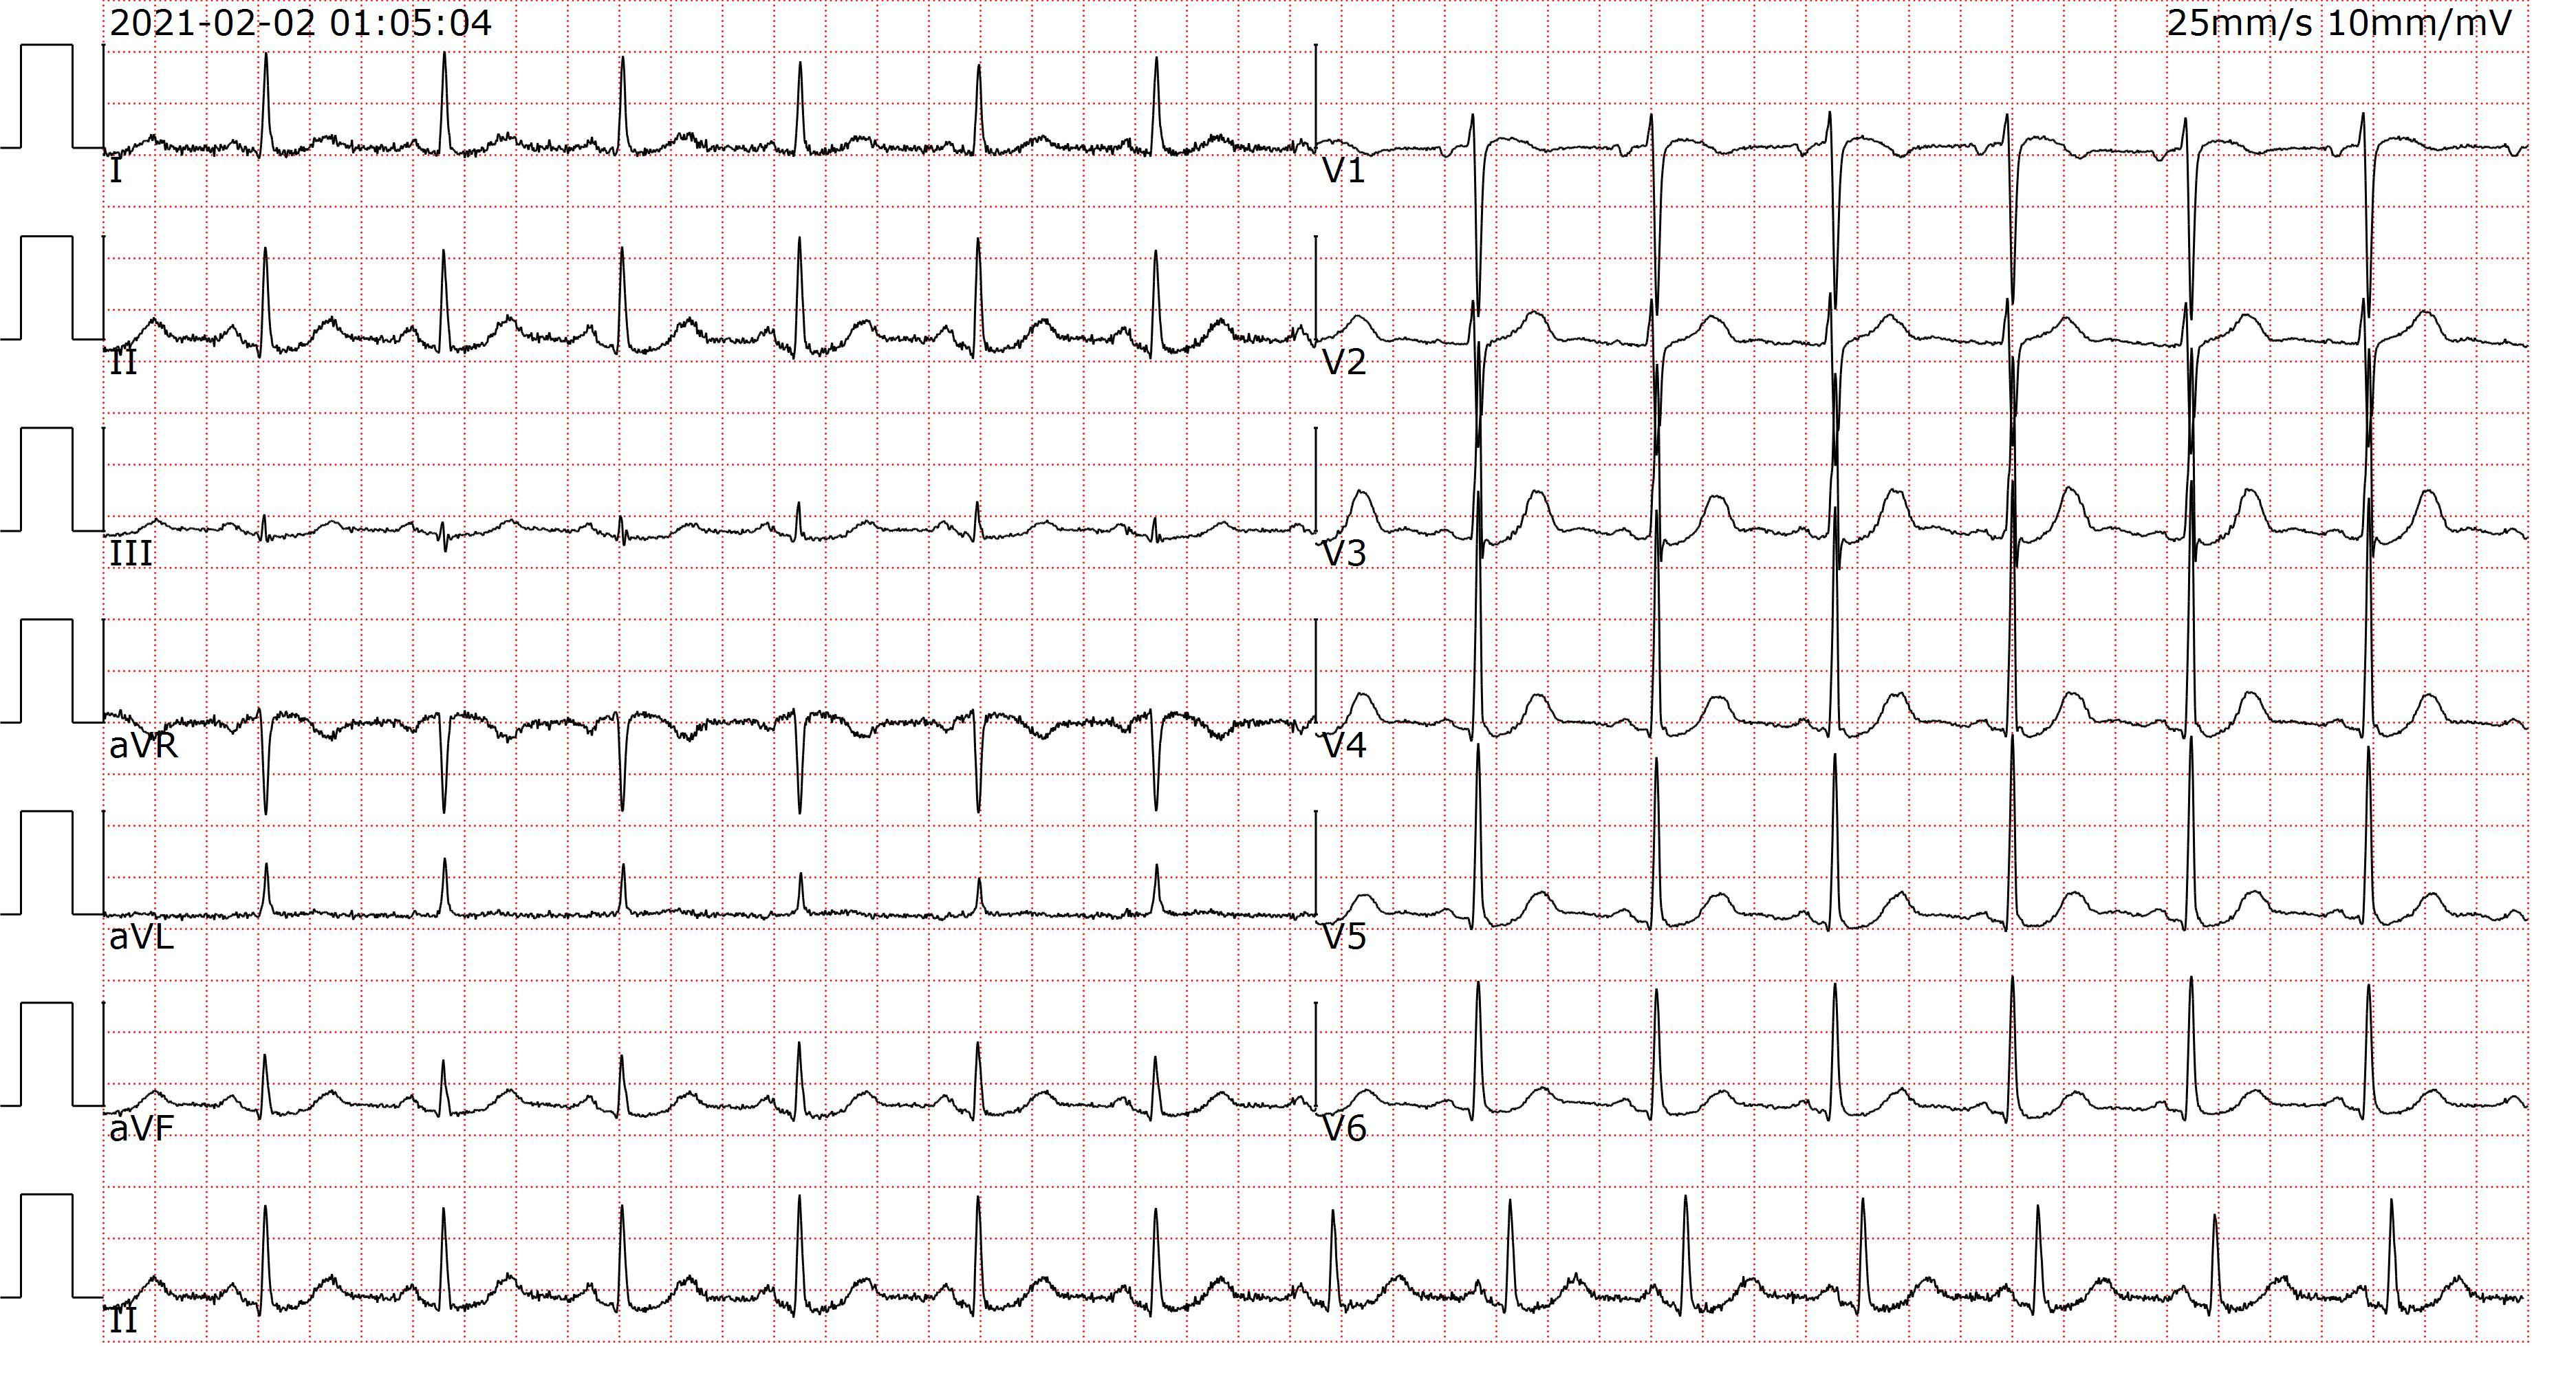 2021-02-02 01:05:04 25mm/s 10mm/mV
I V1
II V2
III V3
aVR V4
aVL V5
aVF V6
II